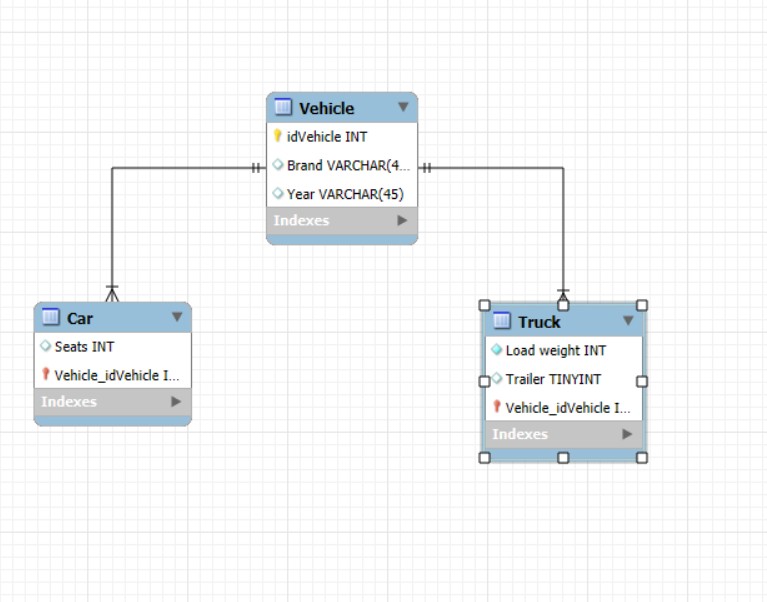 Vehicle
idVehicle INT
Brand VARCHAR(4...
Year VARCHAR(45)
Indexes
Car
Seats INT
Vehicle_idVehicle I...
Indexes
Truck
Load weight INT
Trailer TINYINT
Vehicle_idVehicle I...
Indexes